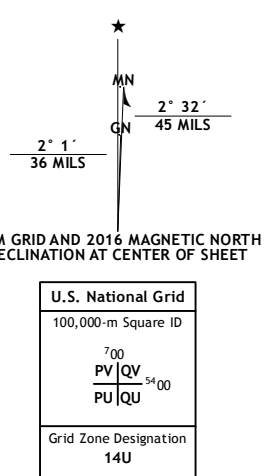 ★
MN
GN
2° 32´
45 MILS
2° 1´
36 MILS
M GRID AND 2016 MAGNETIC NORTH
ECLINATION AT CENTER OF SHEET
U.S. National Grid
100,000-m Square ID
700
PV QV
5400
PU QU
Grid Zone Designation
14U